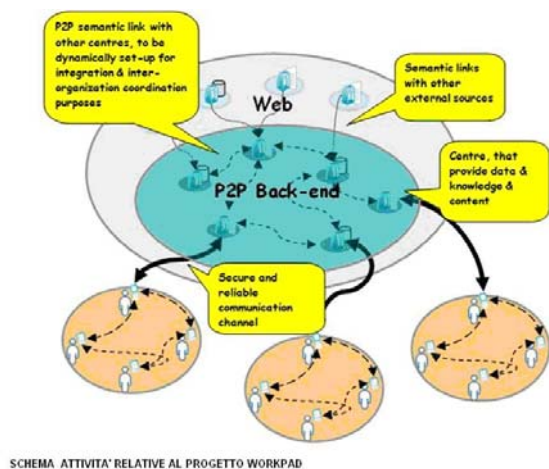 P2P semantic link with
other centres, to be
dynamically set-up for
integration & inter-
organization coordination
purposes
Web
Semantic links
with other
external sources
P2P Back-end
Centre, that
provide data &
knowledge &
content
Secure and
reliable
communication
channel
SCHEMA ATTIVITA' RELATIVE AL PROGETTO WORKPAD